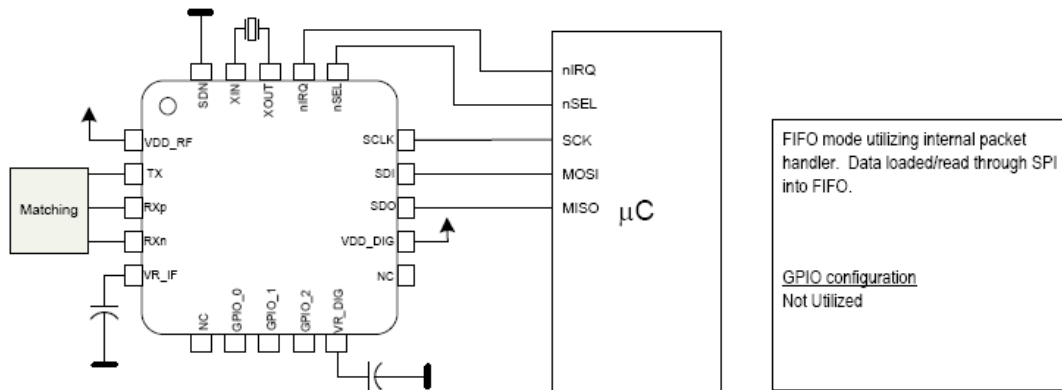 SDN
XIN
XOUT
nIRQ
nSEL
VDD_RF
TX
RXp
RXn
VR_IF
Matching
SCLK
SDI
SDO
VDD_DIG
NC
NC
GPIO_0
GPIO_1
GPIO_2
VR_DIG
nIRQ
nSEL
SCK
MOSI
MISO
μC
FIFO mode utilizing internal packet
handler. Data loaded/read through SPI
into FIFO.
GPIO configuration
Not Utilized